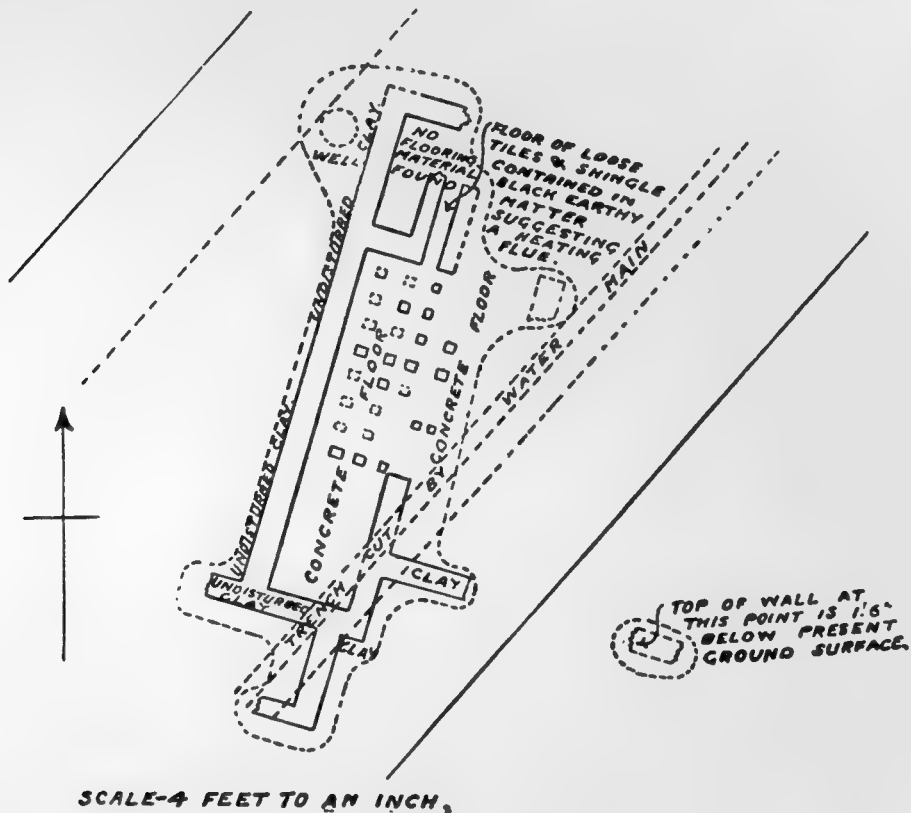 NO
FLOORING
MATERIAL
FOUND
WELL
UNDISTURBED CLAY.
FLOOR OF LOOSE
TILES & SHINGLE
CONTAINED IN
BLACK EARTHY
MATTER
SUGGESTING
A HEATING
FLUE.
UNDISTURBED-CLAY
CONCRETE FLOOR
CONCRETE FLOOR
WATER MAIN
TRENCH CUT BY
UNDISTURBED
CLAY
CLAY
CLAY
TOP OF WALL AT
THIS POINT IS 1'.6"
BELOW PRESENT
GROUND SURFACE.
SCALE-4 FEET TO AN INCH.